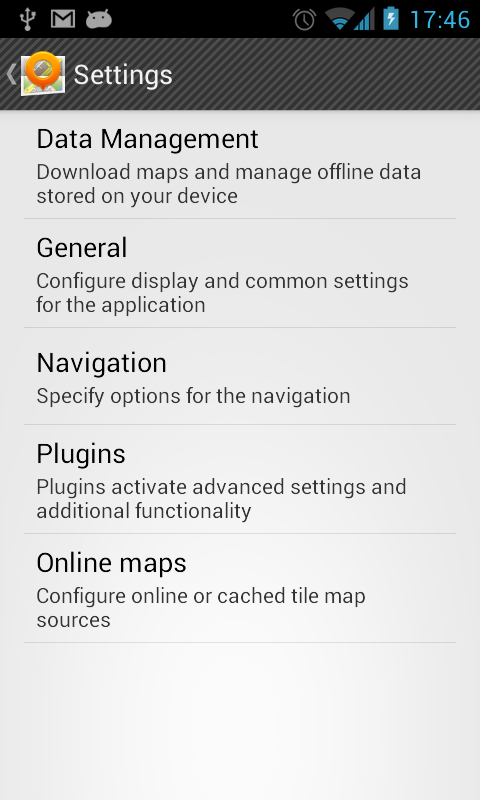 17:46
Settings
Data Management
Download maps and manage offline data
stored on your device
General
Configure display and common settings
for the application
Navigation
Specify options for the navigation
Plugins
Plugins activate advanced settings and
additional functionality
Online maps
Configure online or cached tile map
sources